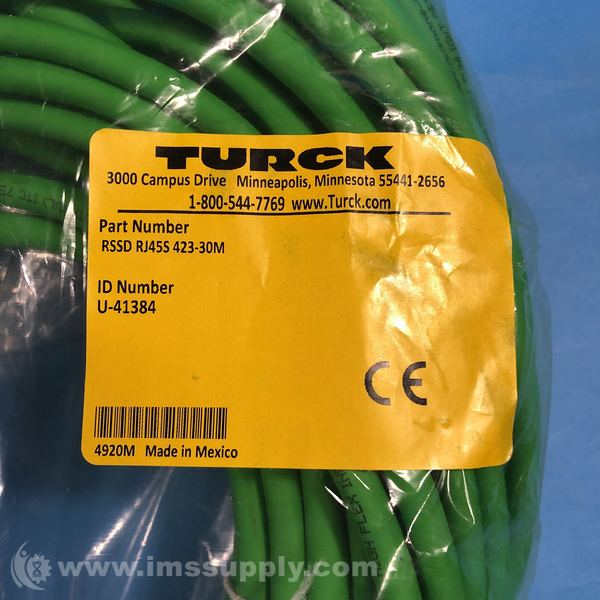 TURCK
3000 Campus Drive Minneapolis, Minnesota 55441-2656
1-800-544-7769 www.Turck.com
Part Number
RSSD RJ45S 423-30M
ID Number
U-41384
CE
4920M Made in Mexico
FLEX
www.imssupply.com